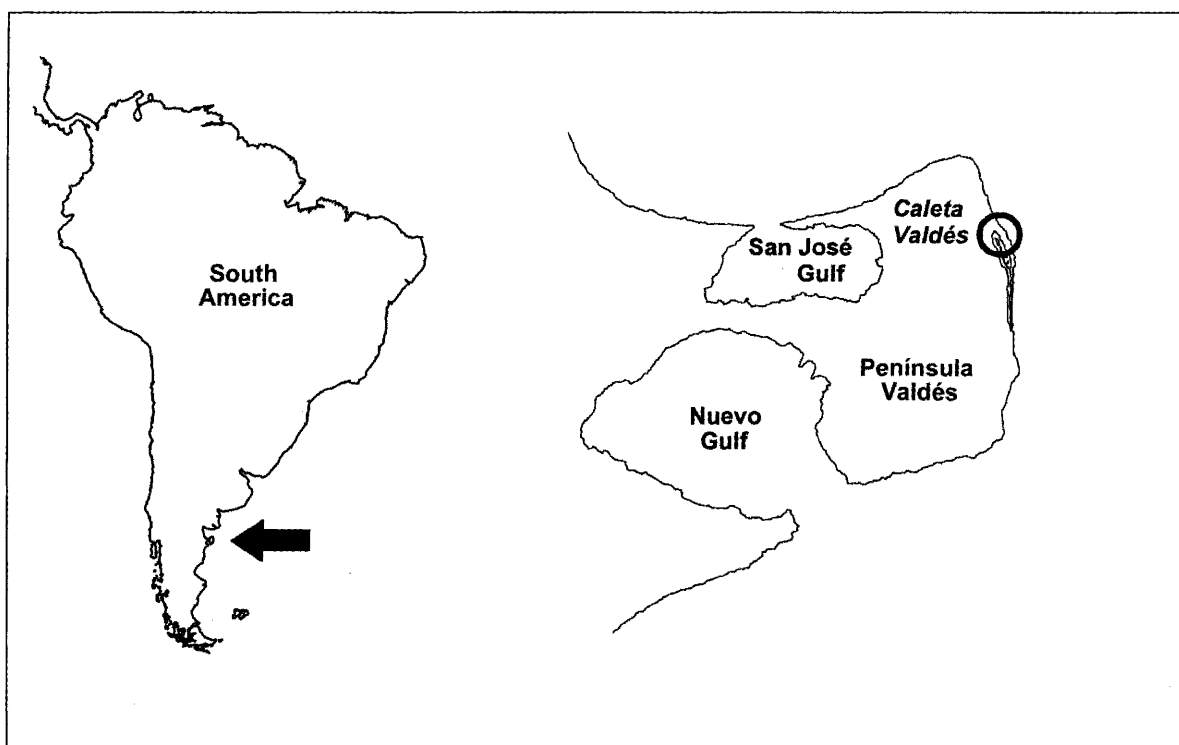 South
America
Caleta
Valdés
San José
Gulf
Península
Valdés
Nuevo
Gulf